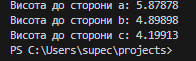 Висота до сторони a: 5.87878
Висота до сторони b: 4.89898
Висота до сторони c: 4.19913
PS C:\Users\supec\projects>